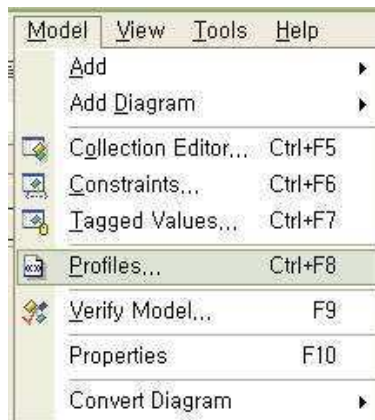 Model View Tools Help
Add
Add Diagram
Collection Editor... Ctrl+F5
Constraints... Ctrl+F6
Tagged Values... Ctrl+F7
Profiles... Ctrl+F8
Verify Model... F9
Properties F10
Convert Diagram